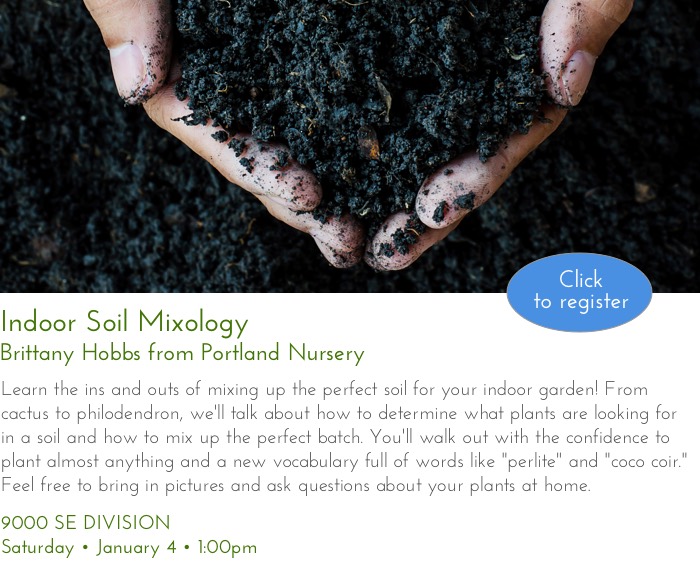 Click
to register
Indoor Soil Mixology
Brittany Hobbs from Portland Nursery
Learn the ins and outs of mixing up the perfect soil for your indoor garden! From
cactus to philodendron, we'll talk about how to determine what plants are looking for
in a soil and how to mix up the perfect batch. You'll walk out with the confidence to
plant almost anything and a new vocabulary full of words like "perlite" and "coco coir."
Feel free to bring in pictures and ask questions about your plants at home.
9000 SE DIVISION
Saturday • January 4 • 1:00pm